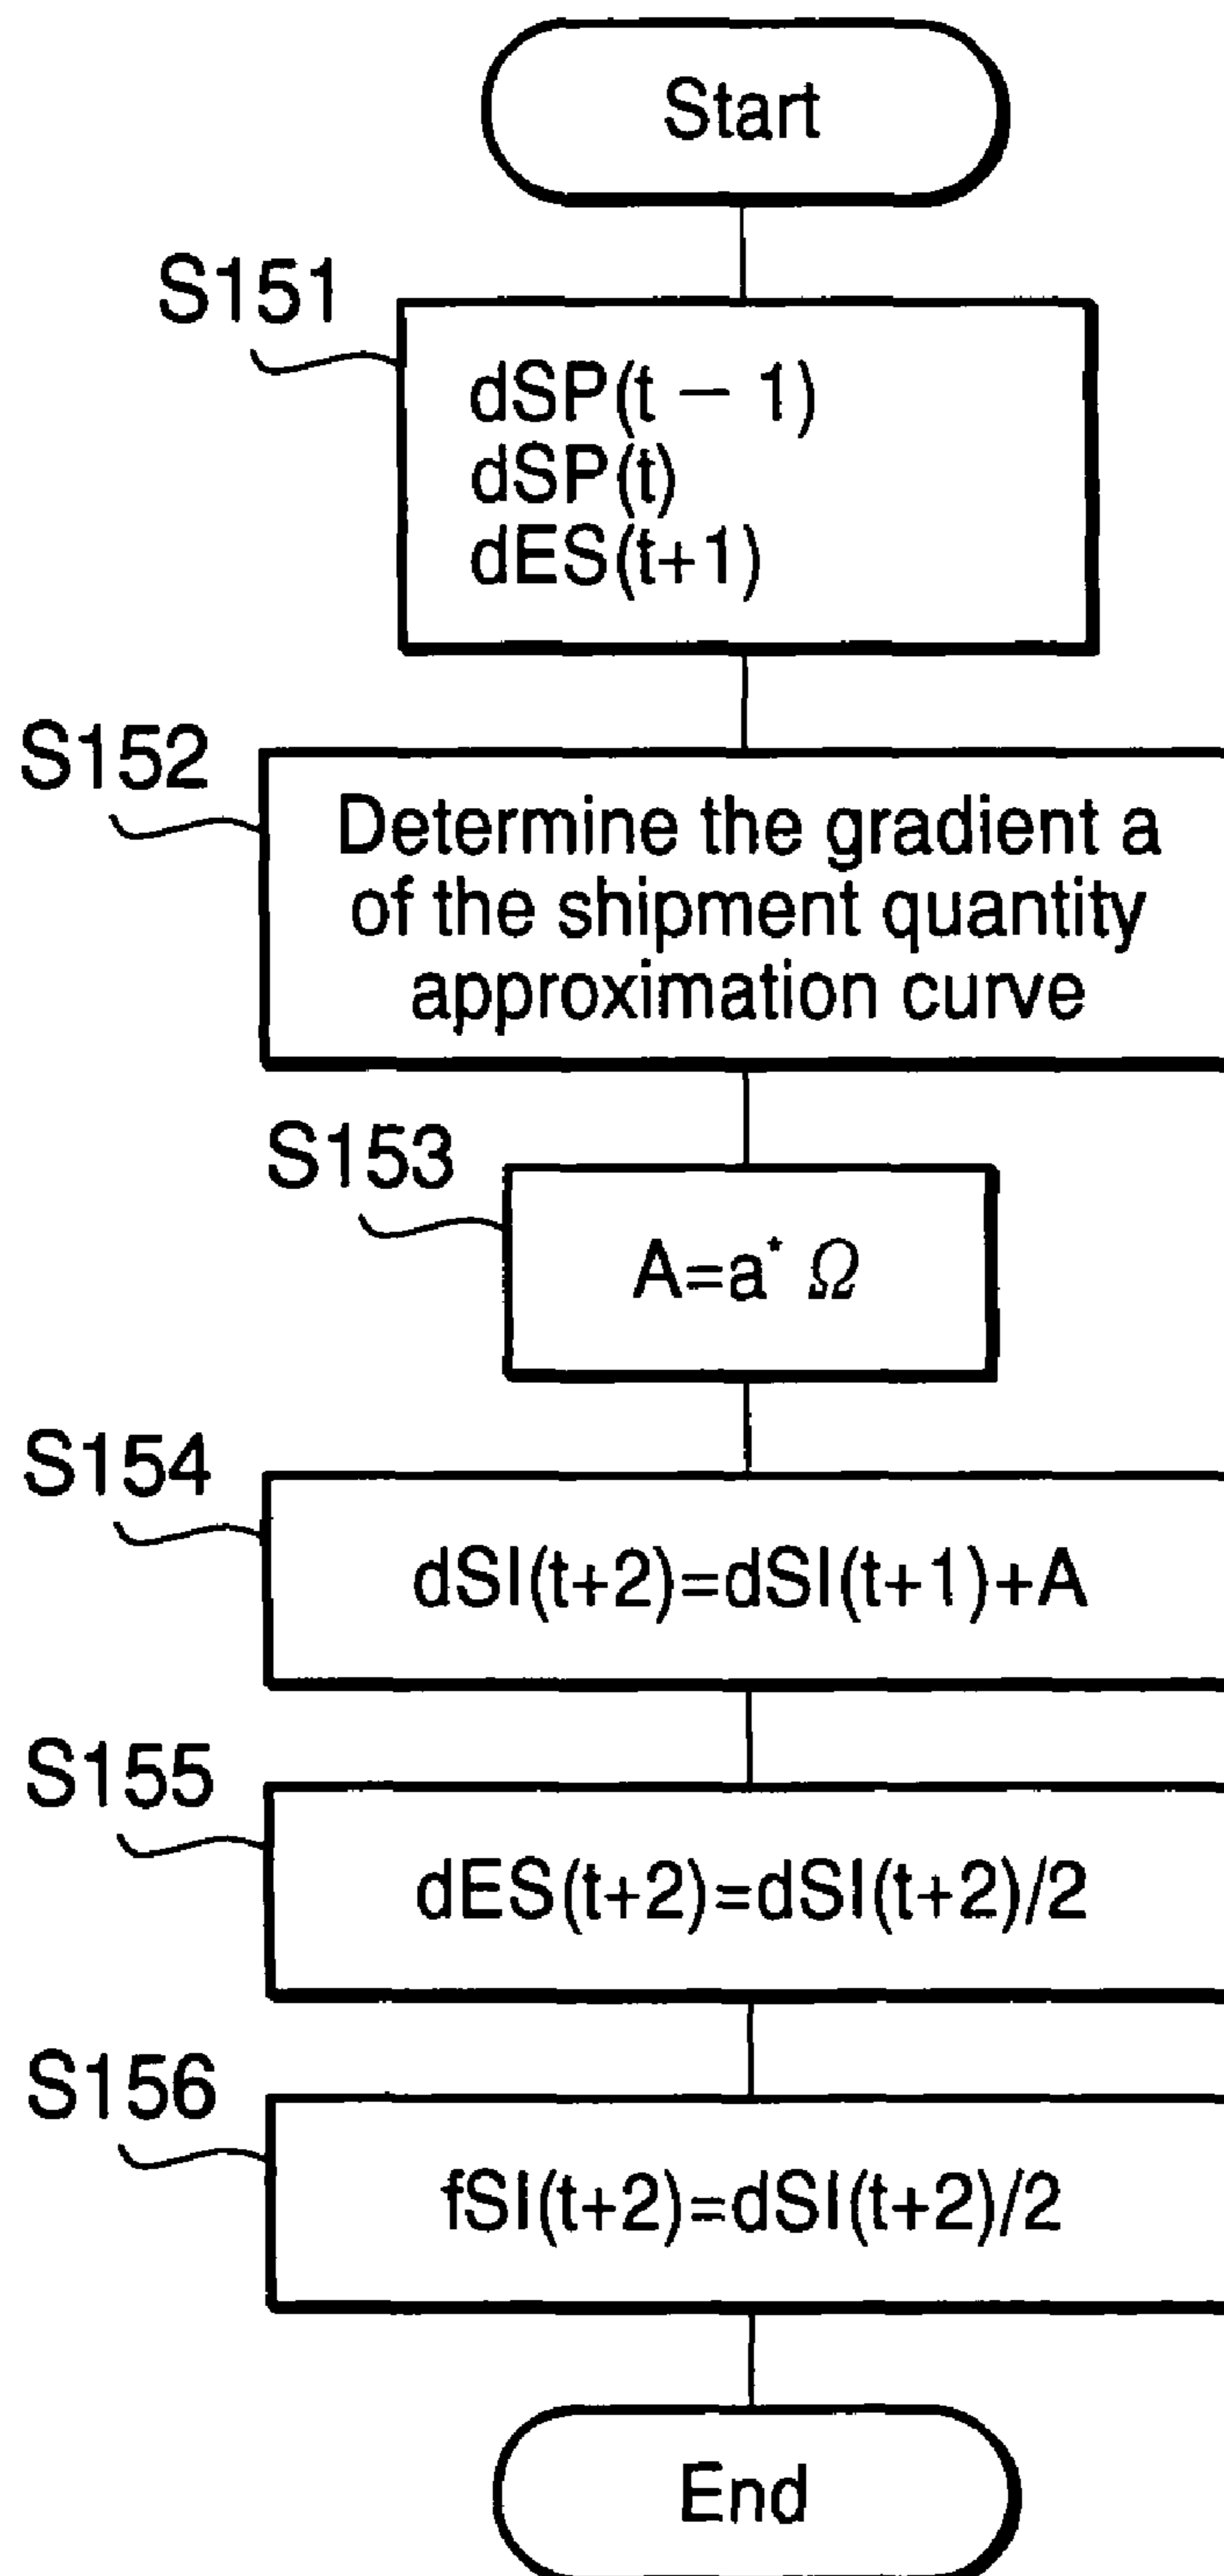 Start
S151
dSP(t − 1)
dSP(t)
dES(t+1)
S152
Determine the gradient a
of the shipment quantity
approximation curve
S153
A=a* Ω
S154
dSI(t+2)=dSI(t+1)+A
S155
dES(t+2)=dSI(t+2)/2
S156
fSI(t+2)=dSI(t+2)/2
End